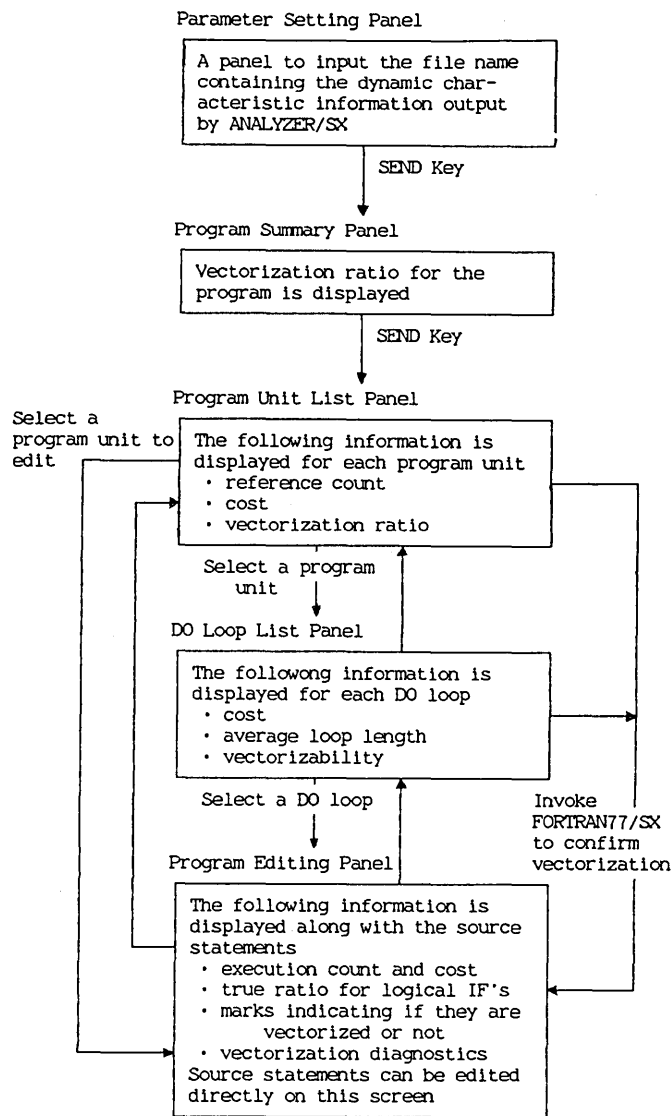 Parameter Setting Panel
A panel to input the file name
containing the dynamic char-
acteristic information output
by ANALYZER/SX
SEND Key
Program Summary Panel
Vectorization ratio for the
program is displayed
SEND Key
Program Unit List Panel
Select a
program unit to
edit
The following information is
displayed for each program unit
· reference count
· cost
· vectorization ratio
Select a program
unit
DO Loop List Panel
The followong information is
displayed for each DO loop
· cost
· average loop length
· vectorizability
Select a DO loop
Invoke
FORTRAN77/SX
to confirm
vectorization
Program Editing Panel
The following information is
displayed along with the source
statements
· execution count and cost
· true ratio for logical IF's
· marks indicating if they are
vectorized or not
· vectorization diagnostics
Source statements can be edited
directly on this screen